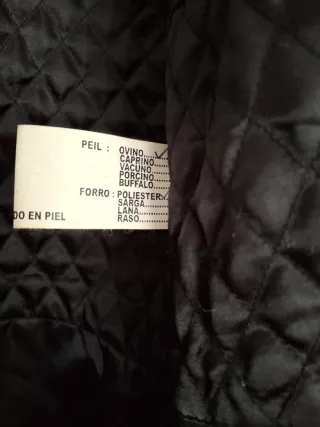 PEIL : OVINO......✓
CAPRINO......
VACUNO......
PORCINO......
BUFFALO......
FORRO: POLIESTER..✓
SARGA......
LANA......
RASO......
DO EN PIEL